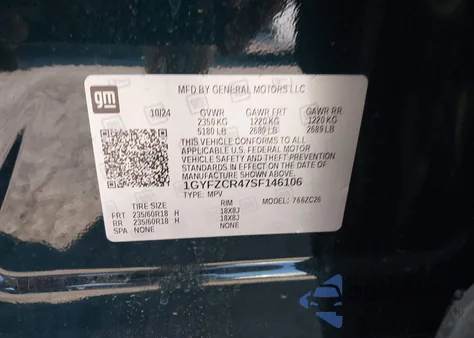 MFD BY GENERAL MOTORS LLC
gm
10/24 GVWR GAWR FRT GAWR RR
2350 KG 1220 KG 1220 KG
5180 LB 2689 LB 2689 LB
THIS VEHICLE CONFORMS TO ALL APPLICABLE U.S. FEDERAL MOTOR
VEHICLE SAFETY, BUMPER, AND THEFT PREVENTION
STANDARDS IN EFFECT ON THE DATE OF MANUFACTURE SHOWN ABOVE.
1GYFZCR47SF146106
TYPE: MPV
TIRE SIZE RIM 766ZC26
FRT 235/60R18 H 18X8J
RR 235/60R18 H 18X8J
SPA NONE NONE